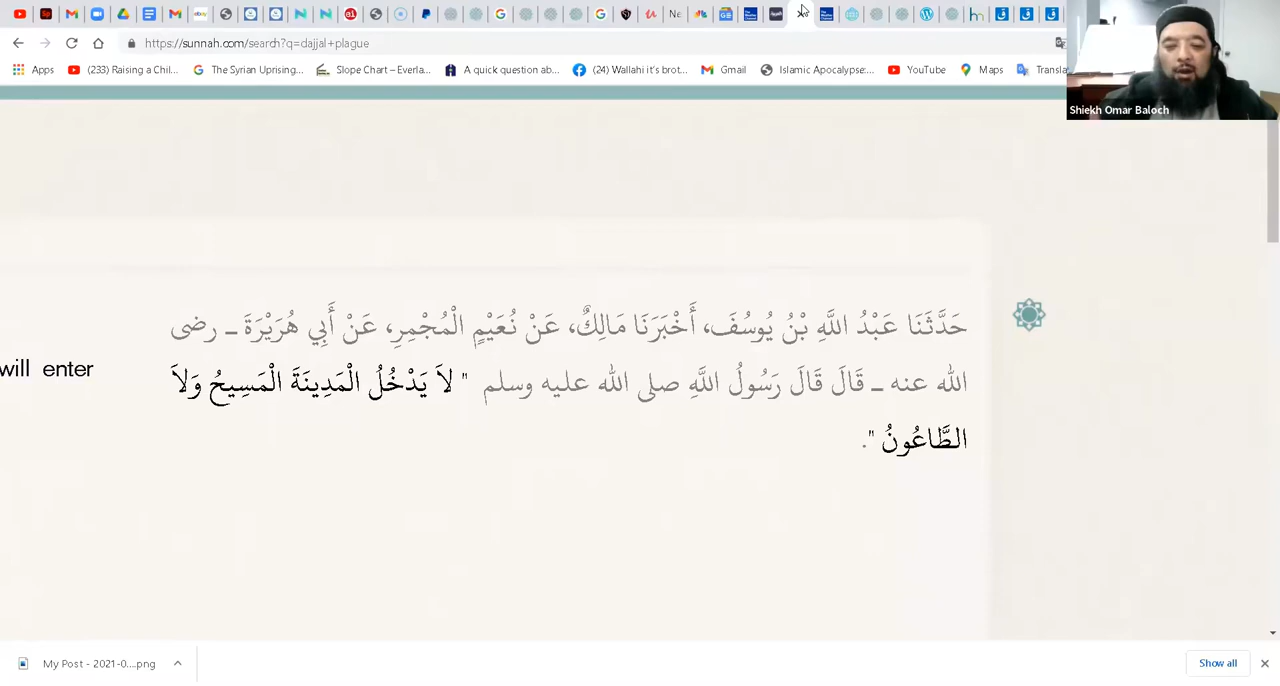 https://sunnah.com/search?q=dajjal+plague
Apps (233) Raising a Chil... The Syrian Uprising... Slope Chart – Everla... A quick question ab... (24) Wallahi it's brot... Gmail Islamic Apocalypse:... YouTube Maps Transla
Shiekh Omar Baloch
حَدَّثَنَا عَبْدُ اللَّهِ بْنُ يُوسُفَ، أَخْبَرَنَا مَالِكٌ، عَنْ نُعَيْمٍ الْمُجْمِرِ، عَنْ أَبِي هُرَيْرَةَ ـ رضى
الله عنه ـ قَالَ قَالَ رَسُولُ اللَّهِ صلى الله عليه وسلم " لاَ يَدْخُلُ الْمَدِينَةَ الْمَسِيحُ وَلاَ
الطَّاعُونُ ".
will enter
My Post - 2021-0....png
Show all